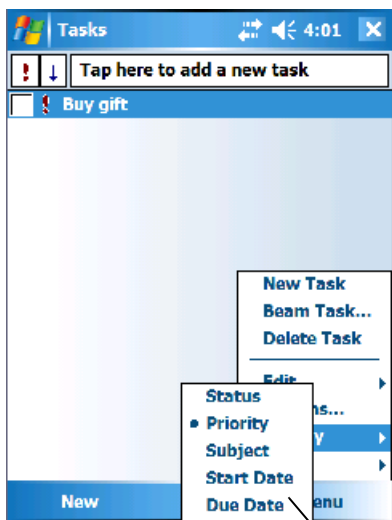 Tasks 4:01
Tap here to add a new task
Buy gift
New Task
Beam Task...
Delete Task
Edit
Status
Priority
Subject
Start Date
Due Date
New